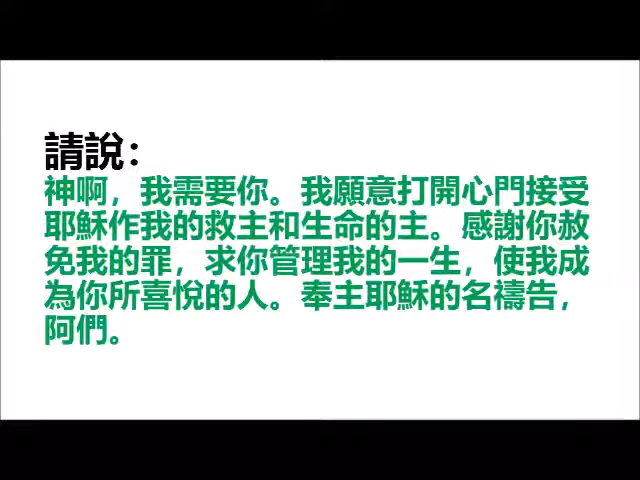 請說：
神啊，我需要你。我願意打開心門接受
耶穌作我的救主和生命的主。感謝你赦
免我的罪，求你管理我的一生，使我成
為你所喜悅的人。奉主耶穌的名禱告，
阿們。